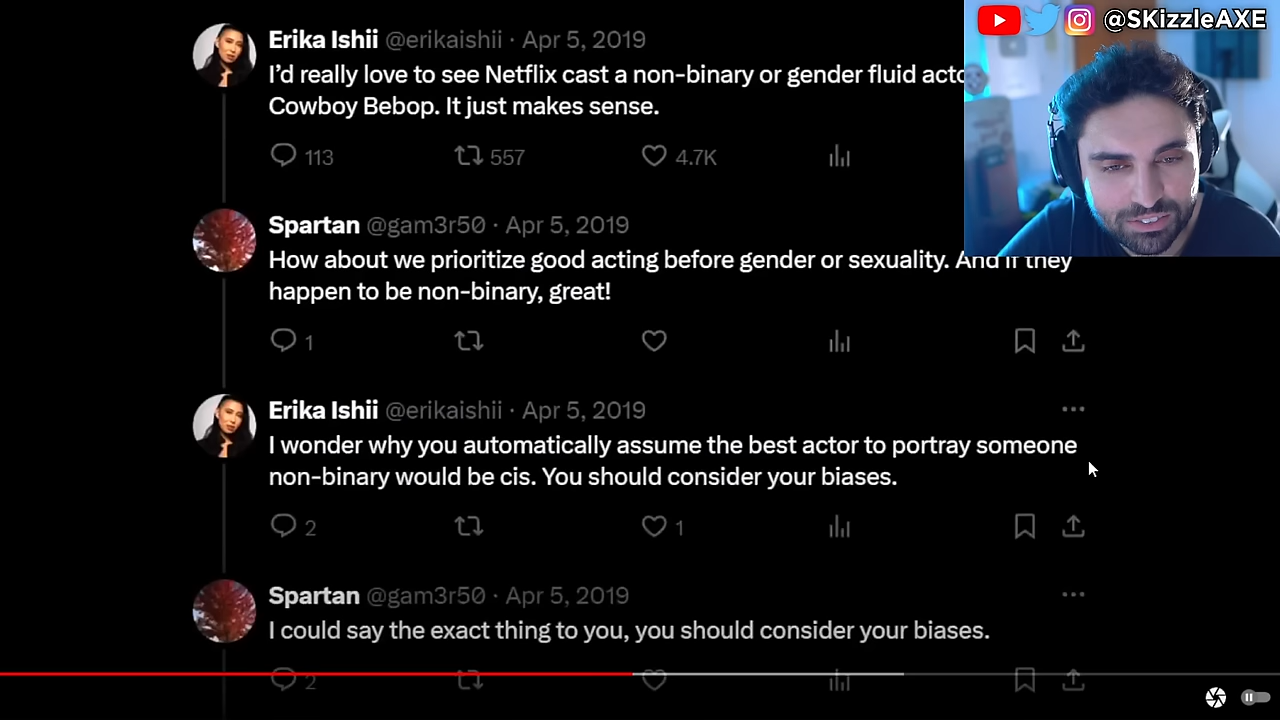 @SKizzleAXE
Erika Ishii @erikaishii · Apr 5, 2019
I'd really love to see Netflix cast a non-binary or gender fluid
Cowboy Bebop. It just makes sense.
113 557 4.7K
Spartan @gam3r50 · Apr 5, 2019
How about we prioritize good acting before gender or sexuality. And if they
happen to be non-binary, great!
1
Erika Ishii @erikaishii · Apr 5, 2019
I wonder why you automatically assume the best actor to portray someone
non-binary would be cis. You should consider your biases.
2 1
Spartan @gam3r50 · Apr 5, 2019
I could say the exact thing to you, you should consider your biases.
2